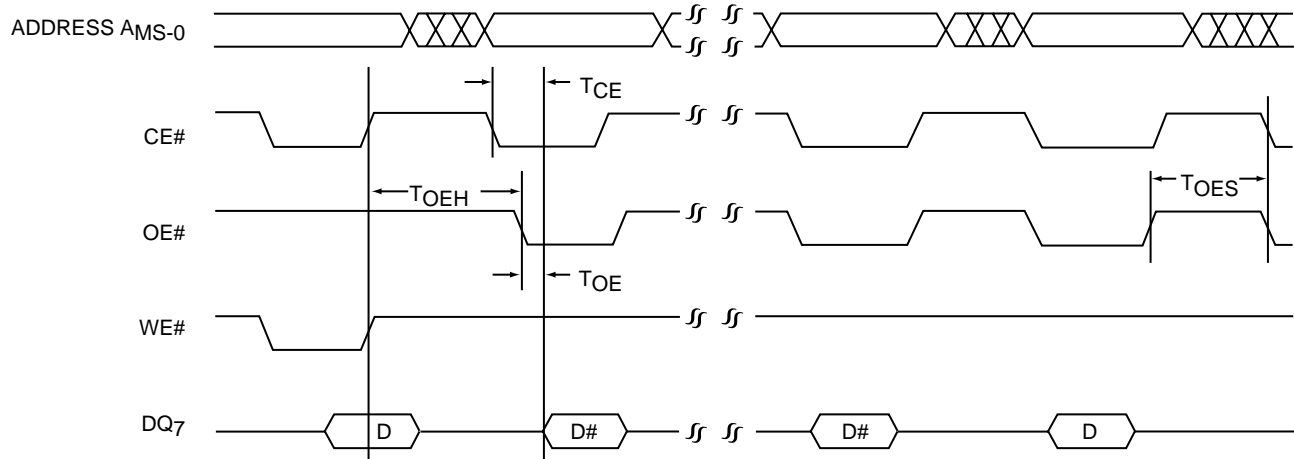 ADDRESS AMS-0
TCE
CE#
TOEH
TOES
OE#
TOE
WE#
DQ7
D
D#
D#
D